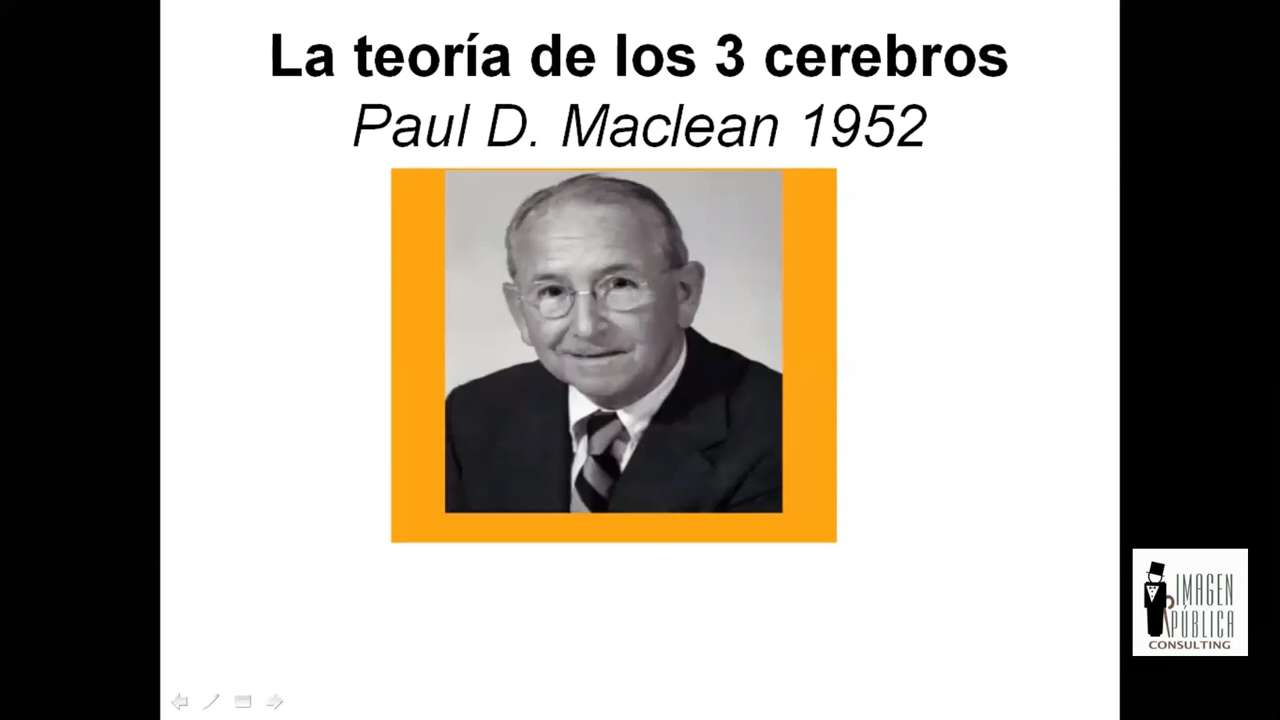 La teoría de los 3 cerebros
Paul D. Maclean 1952
IMAGEN
PÚBLICA
CONSULTING